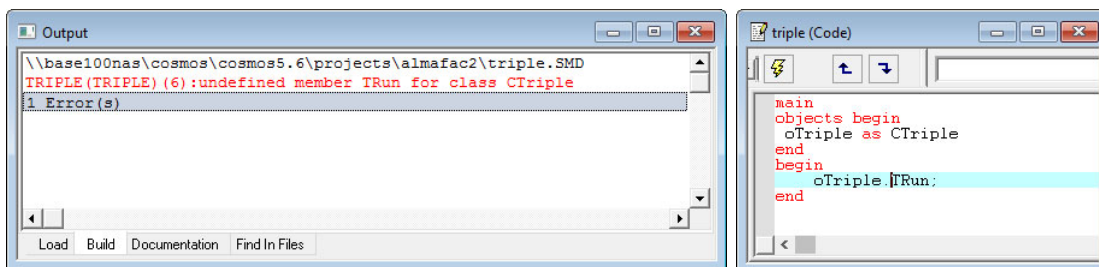 Output
\\base100nas\cosmos\cosmos5.6\projects\almafac2\triple.SMD
TRIPLE(TRIPLE)(6):undefined member TRun for class CTriple
1 Error(s)
Load Build Documentation Find In Files
triple (Code)
main
objects begin
oTriple as CTriple
end
begin
oTriple.TRun;
end